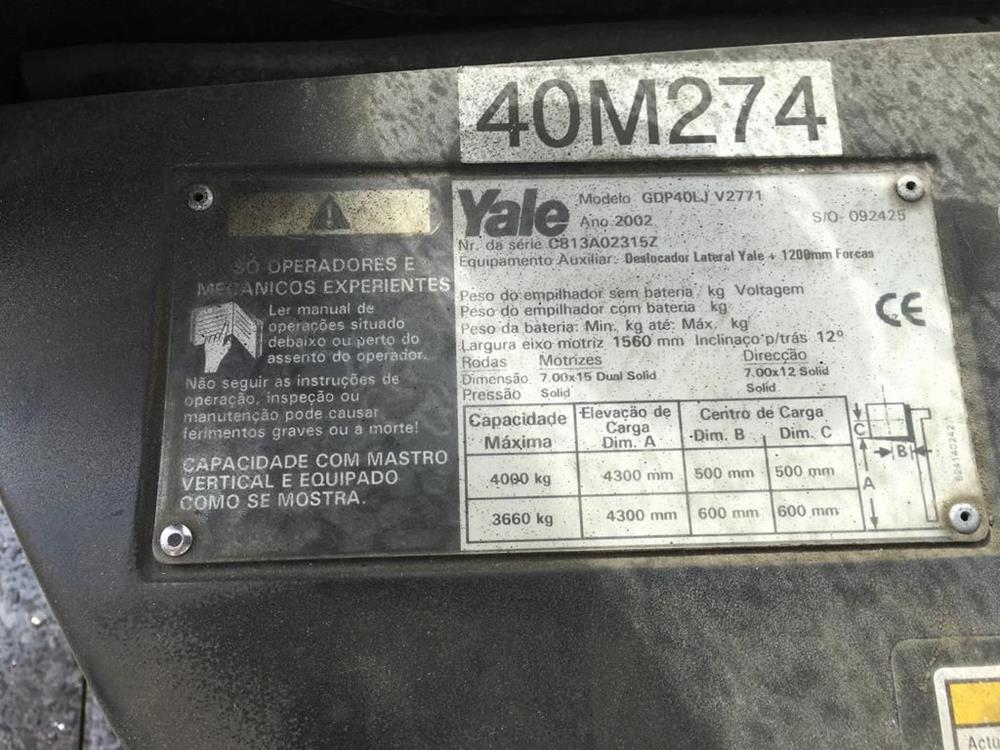 40M274
SÓ OPERADORES E
MECANICOS EXPERIENTES
Ler manual de
operações situado
debaixo ou perto do
assento do operador.
Não seguir as instruções de
operação, inspeção ou
manutenção pode causar
ferimentos graves ou a morte!
CAPACIDADE COM MASTRO
VERTICAL E EQUIPADO
COMO SE MOSTRA.
Yale
Modelo GDP40LJ V2771
Ano 2002 S/O- 092425
Nr. da série C813A02315Z
Equipamento Auxiliar: Deslocador Lateral Yale + 1200mm Forcas
Peso do empilhador sem bateria kg Voltagem
Peso do empilhador com bateria kg
Peso da bateria: Min. kg até: Máx. kg
Largura eixo motriz 1560 mm Inclinaço p/trás 12°
CE
Rodas Motrizes Direcção
Dimensão 7.00x15 Dual Solid 7.00x12 Solid
Pressão Solid Solid
Capacidade Máxima Elevação de Carga Dim. A Centro de Carga Dim. B Dim. C
4000 kg 4300 mm 500 mm 500 mm
3660 kg 4300 mm 600 mm 600 mm
C
B
A
Actu